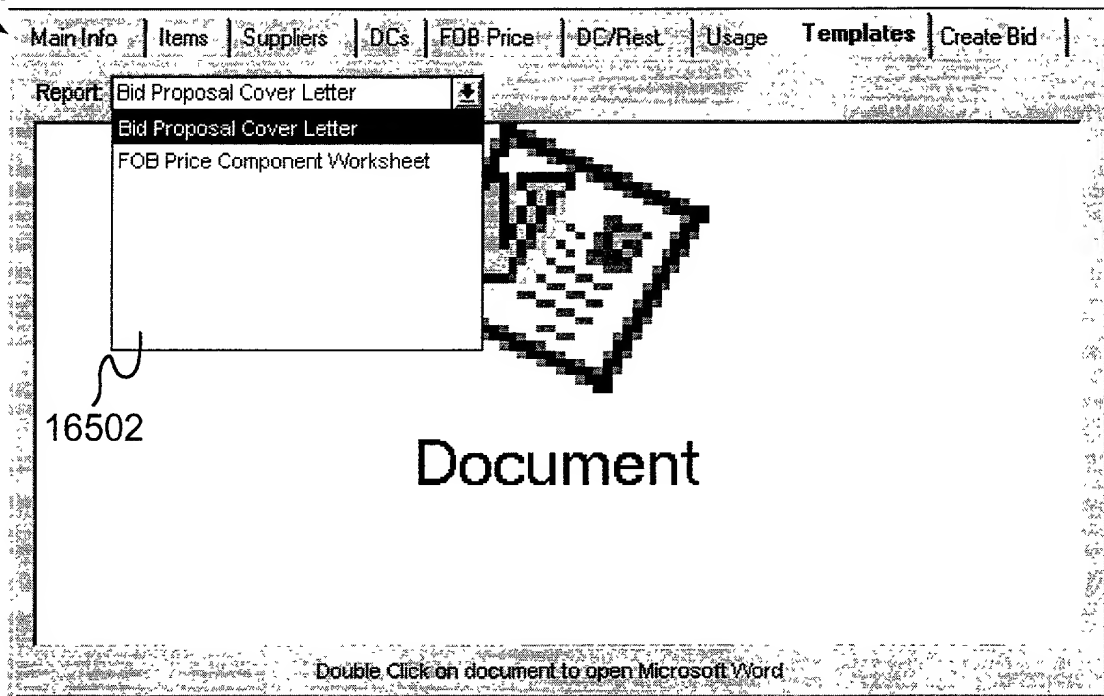 Main Info Items Suppliers DCs FOB Price DC/Rest. Usage Templates Create Bid
Report: Bid Proposal Cover Letter
Bid Proposal Cover Letter
FOB Price Component Worksheet
16502
Document
Double Click on document to open Microsoft Word